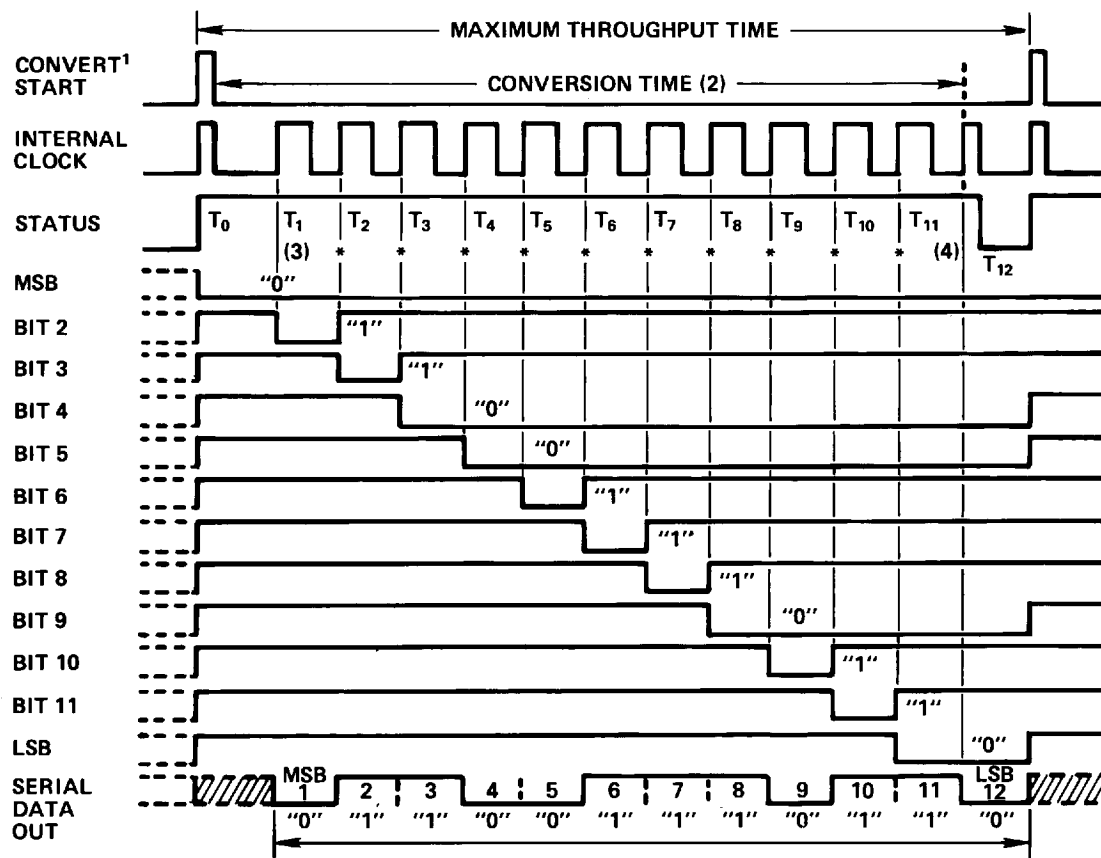 MAXIMUM THROUGHPUT TIME
CONVERT¹
START
CONVERSION TIME (2)
INTERNAL
CLOCK
STATUS
T₀ T₁ T₂ T₃ T₄ T₅ T₆ T₇ T₈ T₉ T₁₀ T₁₁
(3) * * * * * * * * * * (4)
T₁₂
MSB "0"
BIT 2 "1"
BIT 3 "1"
BIT 4 "0"
BIT 5 "0"
BIT 6 "1"
BIT 7 "1"
BIT 8 "1"
BIT 9 "0"
BIT 10 "1"
BIT 11 "1"
LSB "0"
SERIAL
DATA
OUT
MSB LSB
1 2 3 4 5 6 7 8 9 10 11 12
"0" "1" "1" "0" "0" "1" "1" "1" "0" "1" "1" "0"